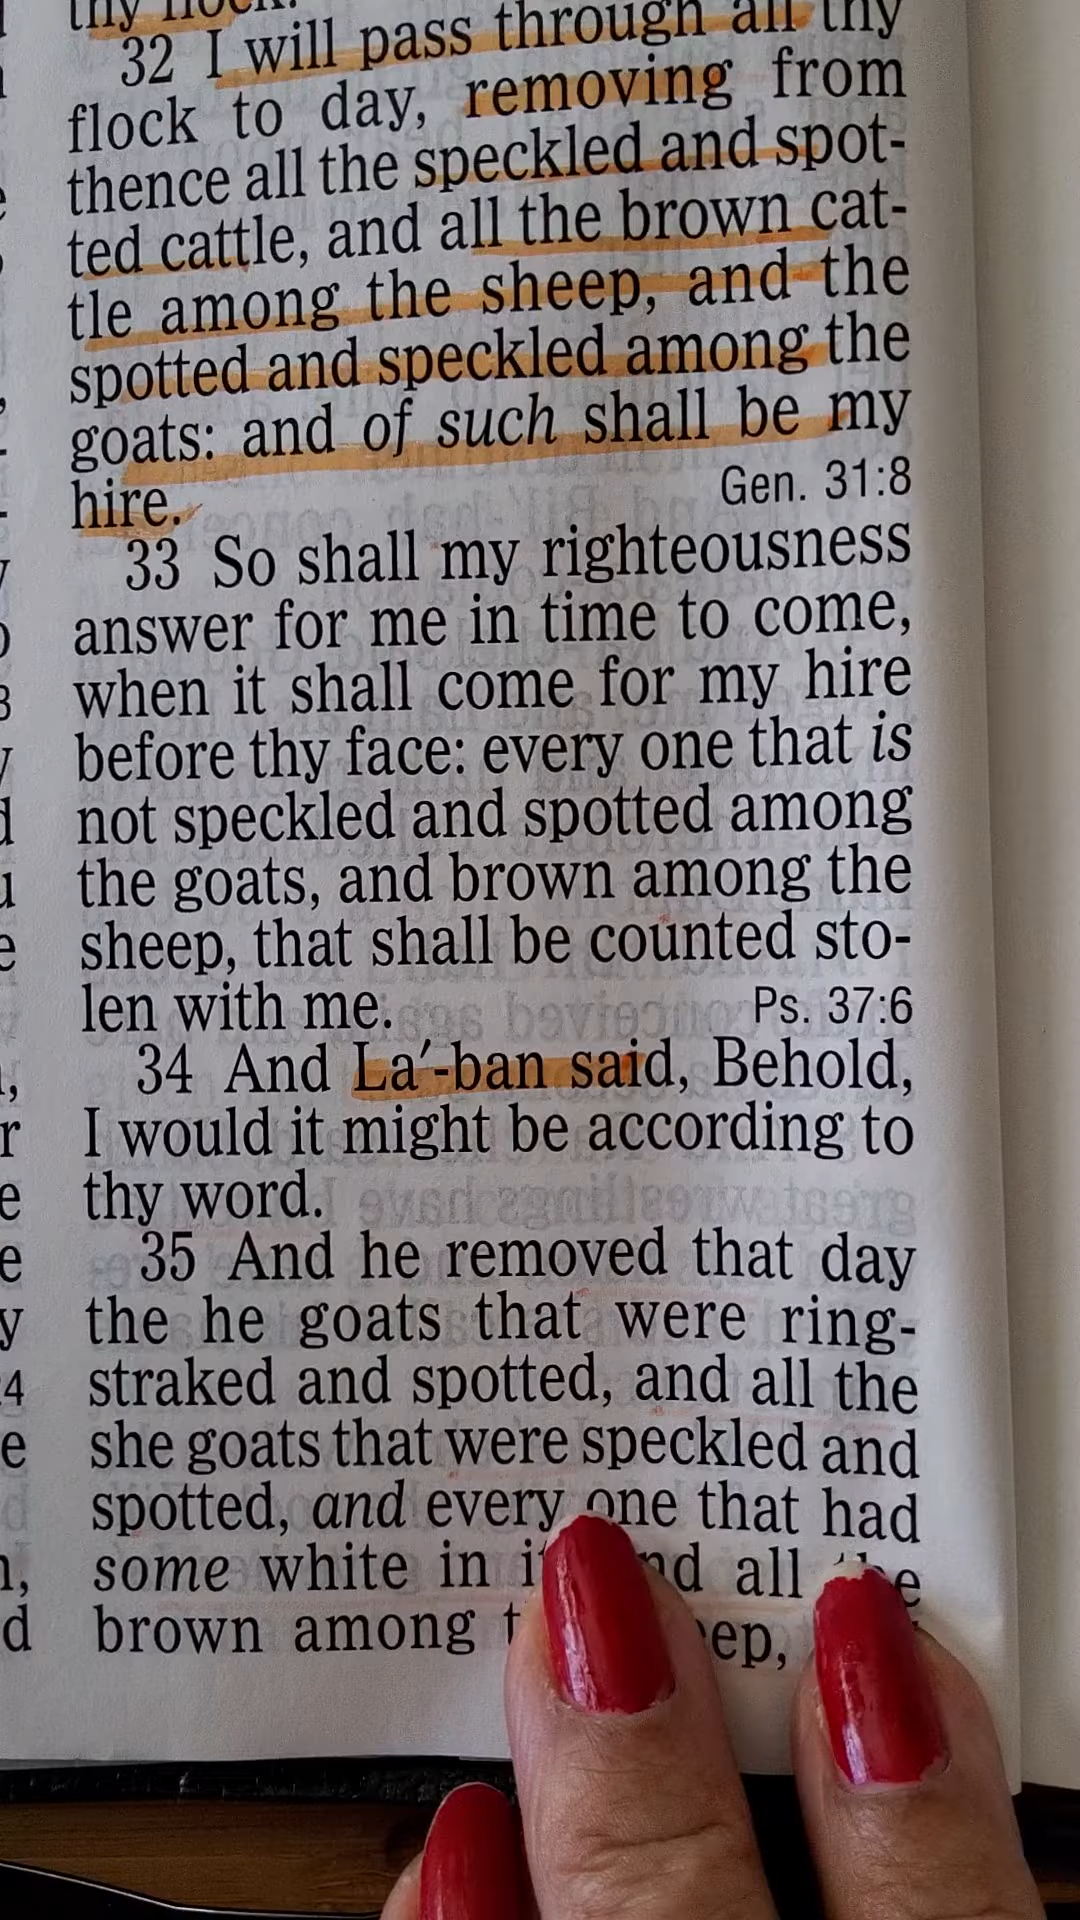 thy flock.
32 I will pass through all thy
flock to day, removing from
thence all the speckled and spot-
ted cattle, and all the brown cat-
tle among the sheep, and the
spotted and speckled among the
goats: and of such shall be my
hire. Gen. 31:8
33 So shall my righteousness
answer for me in time to come,
when it shall come for my hire
before thy face: every one that is
not speckled and spotted among
the goats, and brown among the
sheep, that shall be counted sto-
len with me. Ps. 37:6
34 And La′-ban said, Behold,
I would it might be according to
thy word.
35 And he removed that day
the he goats that were ring-
straked and spotted, and all the
she goats that were speckled and
spotted, and every one that had
some white in it, and all the
brown among